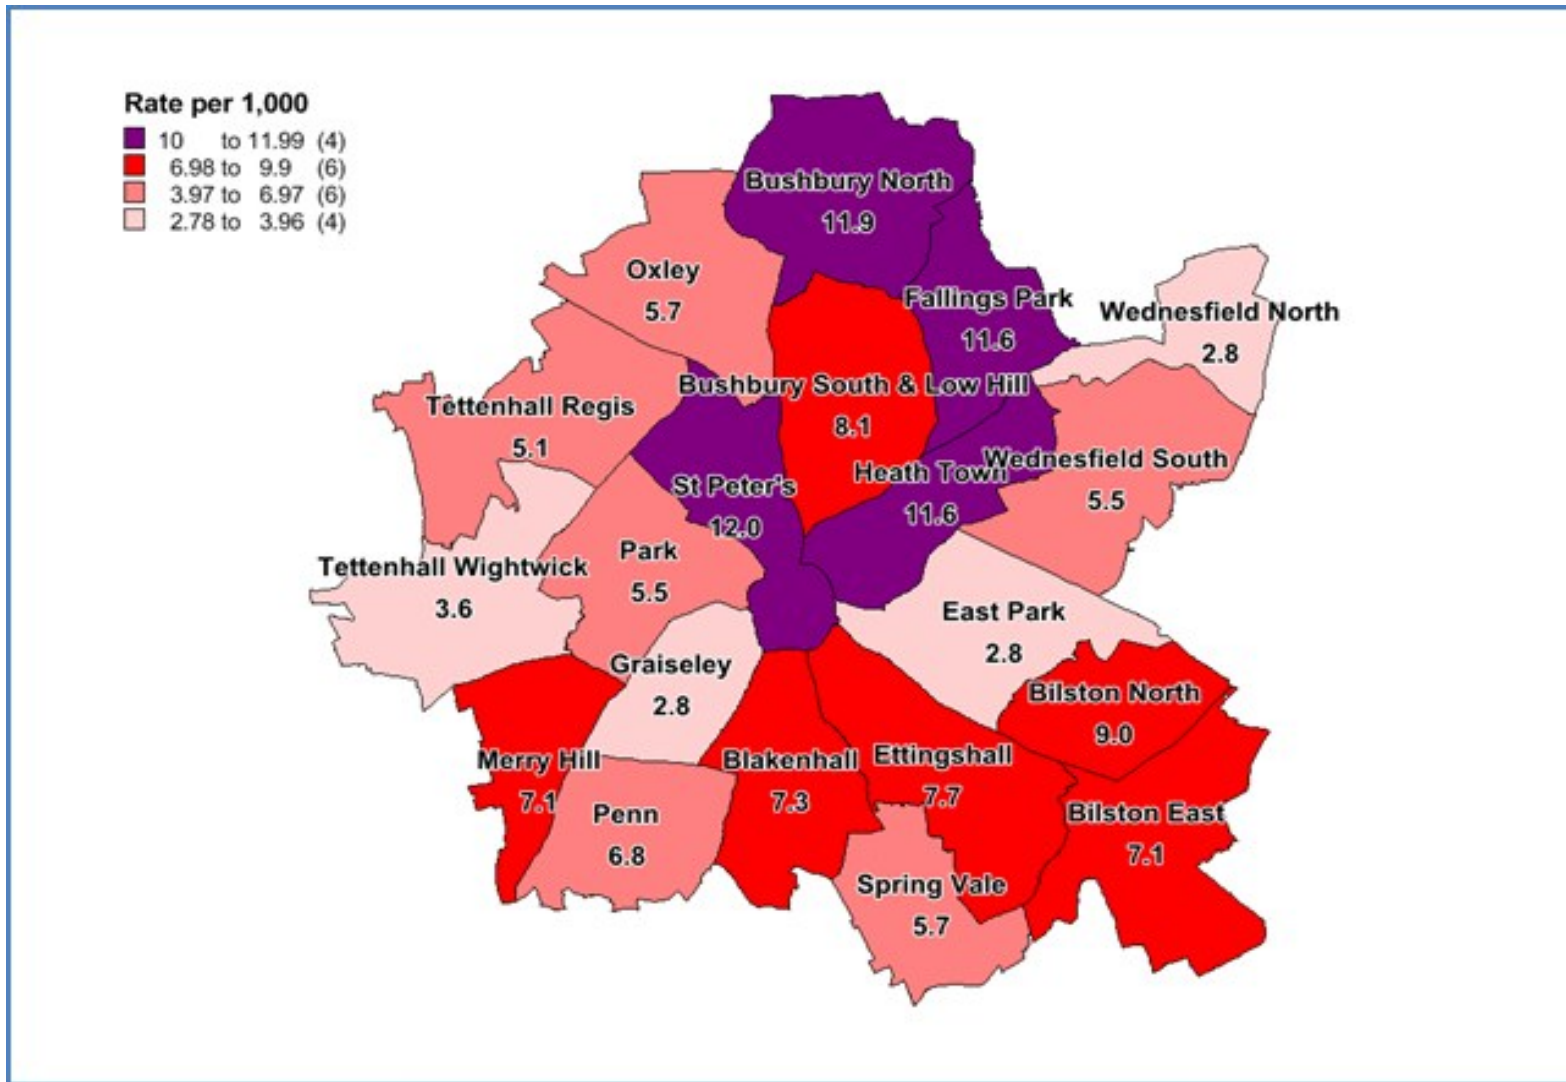 Rate per 1,000
10 to 11.99 (4)
6.98 to 9.9 (6)
3.97 to 6.97 (6)
2.78 to 3.96 (4)
Bushbury North
11.9
Oxley
5.7
Fallings Park
11.6
Wednesfield North
2.8
Bushbury South & Low Hill
8.1
Tettenhall Regis
5.1
Wednesfield South
5.5
Heath Town
11.6
St Peter's
12.0
Park
5.5
Tettenhall Wightwick
3.6
East Park
2.8
Graiseley
2.8
Bilston North
9.0
Merry Hill
7.1
Blakenhall
7.3
Ettingshall
7.7
Penn
6.8
Bilston East
7.1
Spring Vale
5.7